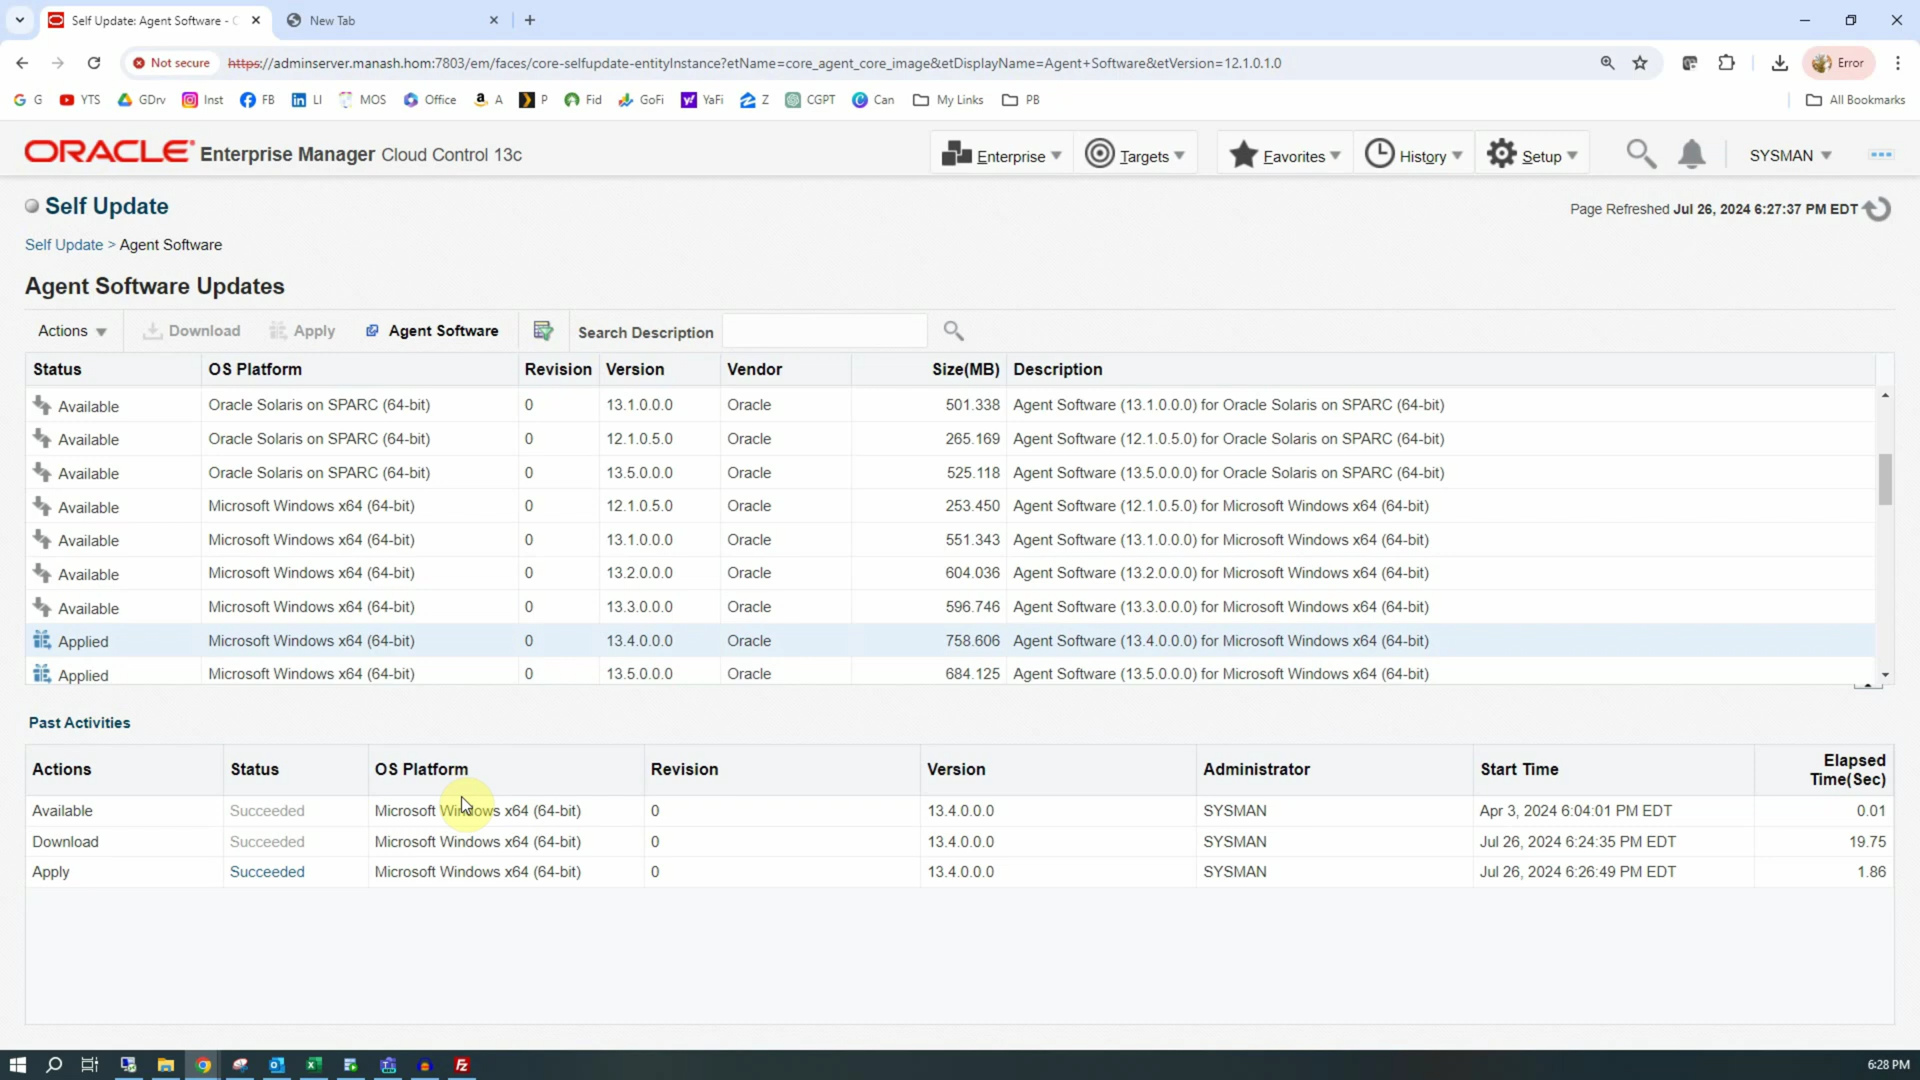 Self Update: Agent Software - C
New Tab
Not secure https://adminserver.manash.hom:7803/em/faces/core-selfupdate-entityInstance?etName=core_agent_core_image&etDisplayName=Agent+Software&etVersion=12.1.0.1.0 Error
G YTS GDrv Inst FB LI MOS Office A P Fid GoFi YaFi Z CGPT Can My Links PB All Bookmarks
ORACLE Enterprise Manager Cloud Control 13c Enterprise Targets Favorites History Setup SYSMAN
Self Update Page Refreshed Jul 26, 2024 6:27:37 PM EDT
Self Update > Agent Software
Agent Software Updates
Actions Download Apply Agent Software Search Description
Status OS Platform Revision Version Vendor Size(MB) Description
Available Oracle Solaris on SPARC (64-bit) 0 13.1.0.0.0 Oracle 501.338 Agent Software (13.1.0.0.0) for Oracle Solaris on SPARC (64-bit)
Available Oracle Solaris on SPARC (64-bit) 0 12.1.0.5.0 Oracle 265.169 Agent Software (12.1.0.5.0) for Oracle Solaris on SPARC (64-bit)
Available Oracle Solaris on SPARC (64-bit) 0 13.5.0.0.0 Oracle 525.118 Agent Software (13.5.0.0.0) for Oracle Solaris on SPARC (64-bit)
Available Microsoft Windows x64 (64-bit) 0 12.1.0.5.0 Oracle 253.450 Agent Software (12.1.0.5.0) for Microsoft Windows x64 (64-bit)
Available Microsoft Windows x64 (64-bit) 0 13.1.0.0.0 Oracle 551.343 Agent Software (13.1.0.0.0) for Microsoft Windows x64 (64-bit)
Available Microsoft Windows x64 (64-bit) 0 13.2.0.0.0 Oracle 604.036 Agent Software (13.2.0.0.0) for Microsoft Windows x64 (64-bit)
Available Microsoft Windows x64 (64-bit) 0 13.3.0.0.0 Oracle 596.746 Agent Software (13.3.0.0.0) for Microsoft Windows x64 (64-bit)
Applied Microsoft Windows x64 (64-bit) 0 13.4.0.0.0 Oracle 758.606 Agent Software (13.4.0.0.0) for Microsoft Windows x64 (64-bit)
Applied Microsoft Windows x64 (64-bit) 0 13.5.0.0.0 Oracle 684.125 Agent Software (13.5.0.0.0) for Microsoft Windows x64 (64-bit)
Past Activities
Actions Status OS Platform Revision Version Administrator Start Time Elapsed Time(Sec)
Available Succeeded Microsoft Windows x64 (64-bit) 0 13.4.0.0.0 SYSMAN Apr 3, 2024 6:04:01 PM EDT 0.01
Download Succeeded Microsoft Windows x64 (64-bit) 0 13.4.0.0.0 SYSMAN Jul 26, 2024 6:24:35 PM EDT 19.75
Apply Succeeded Microsoft Windows x64 (64-bit) 0 13.4.0.0.0 SYSMAN Jul 26, 2024 6:26:49 PM EDT 1.86
6:28 PM